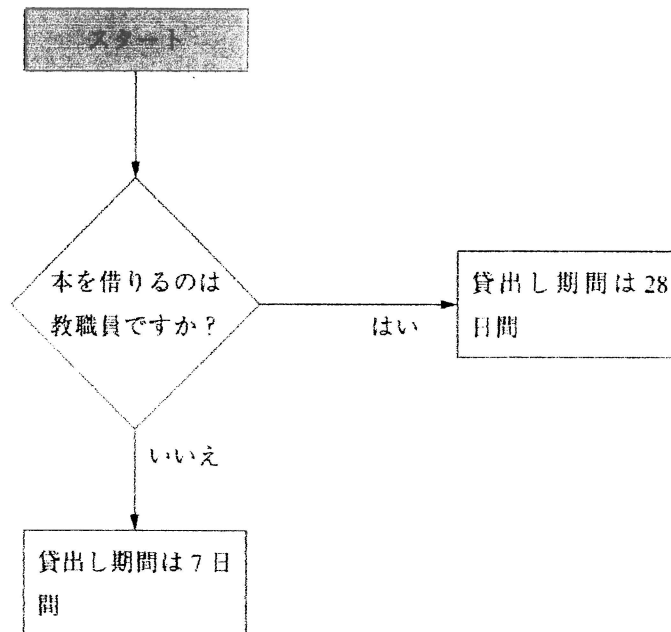 スタート
本を借りるのは
教職員ですか?
はい
貸出し期間は 28
日間
いいえ
貸出し期間は 7 日
間